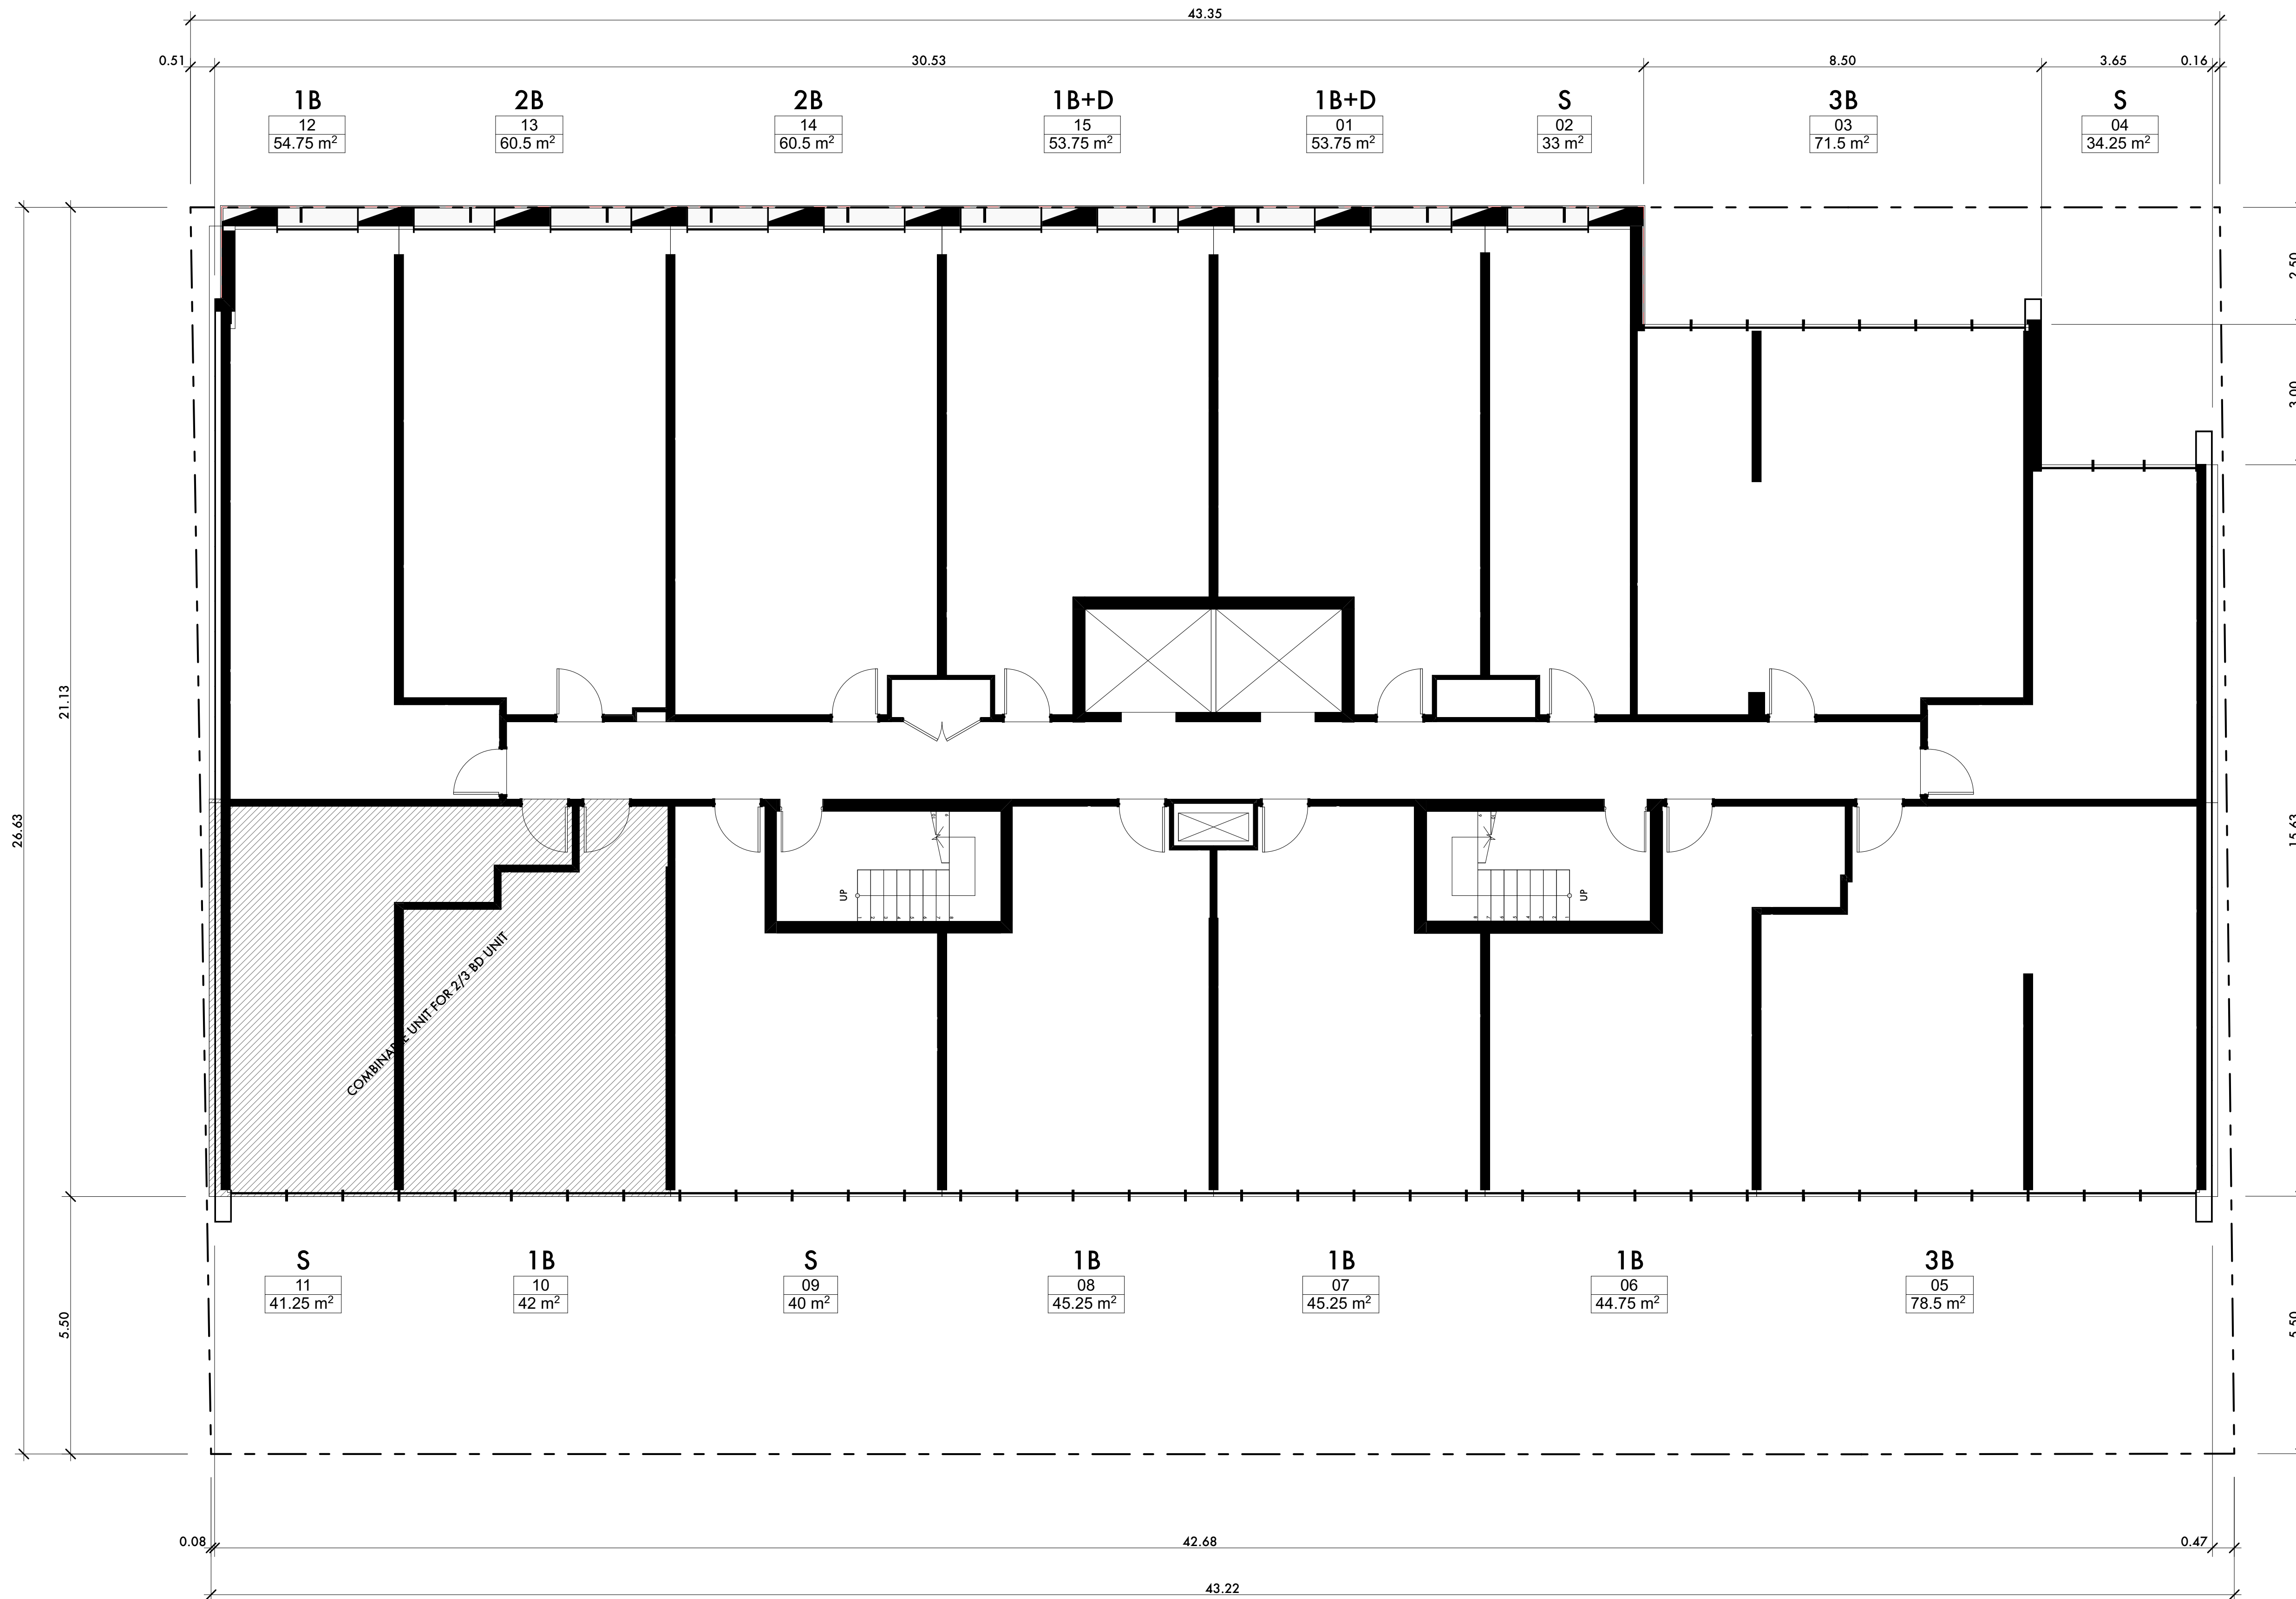 43.35
0.51 30.53 8.50 3.65 0.16
1B 2B 2B 1B+D 1B+D S 3B S
12 13 14 15 01 02 03 04
54.75 m² 60.5 m² 60.5 m² 53.75 m² 53.75 m² 33 m² 71.5 m² 34.25 m²
2.50
3.00
21.13
26.63
15.63
UP
UP
COMBINABLE UNIT FOR 2/3 BD UNIT
S 1B S 1B 1B 1B 3B
11 10 09 08 07 06 05
41.25 m² 42 m² 40 m² 45.25 m² 45.25 m² 44.75 m² 78.5 m²
5.50
5.50
0.08 42.68 0.47
43.22